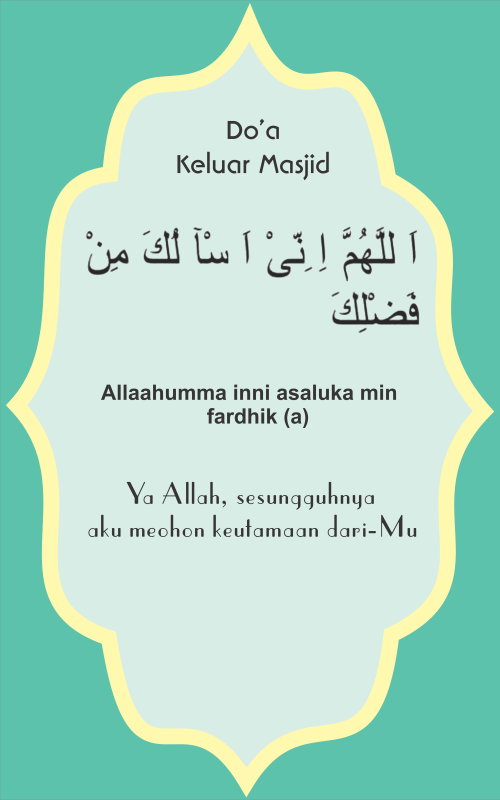 Do'a
Keluar Masjid
اَ للَّهُمَّ اِ نِّىْ اَ سْآ لُكَ مِنْ
فَضْلِكَ
Allaahumma inni asaluka min
fardhik (a)
Ya Allah, sesungguhnya
aku meohon keutamaan dari-Mu